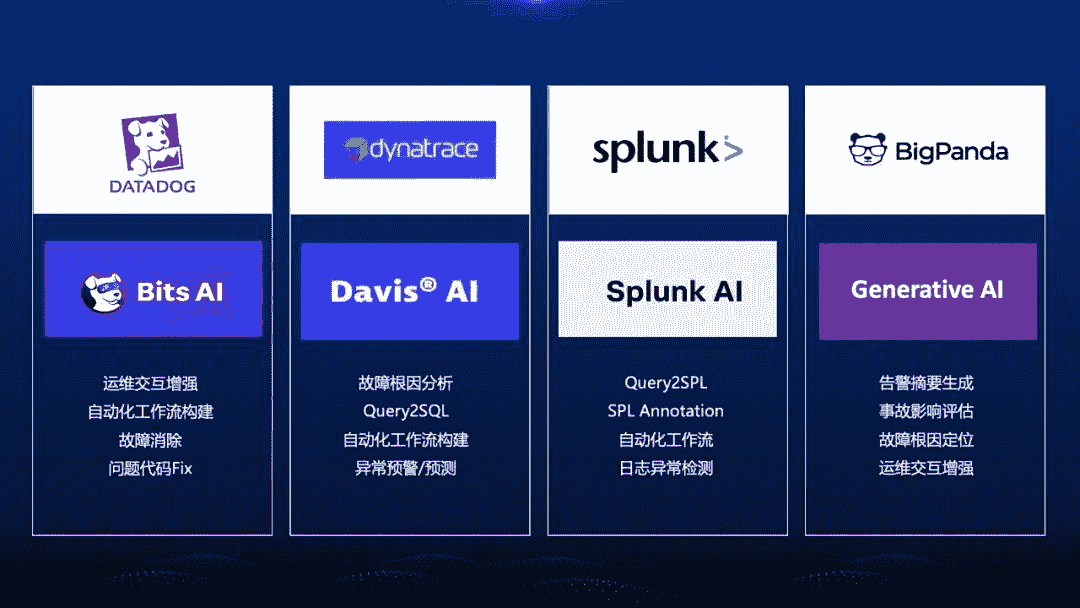 DATADOG
Bits AI
运维交互增强
自动化工作流构建
故障消除
问题代码Fix
dynatrace
Davis® AI
故障根因分析
Query2SQL
自动化工作流构建
异常预警/预测
splunk>
Splunk AI
Query2SPL
SPL Annotation
自动化工作流
日志异常检测
BigPanda
Generative AI
告警摘要生成
事故影响评估
故障根因定位
运维交互增强